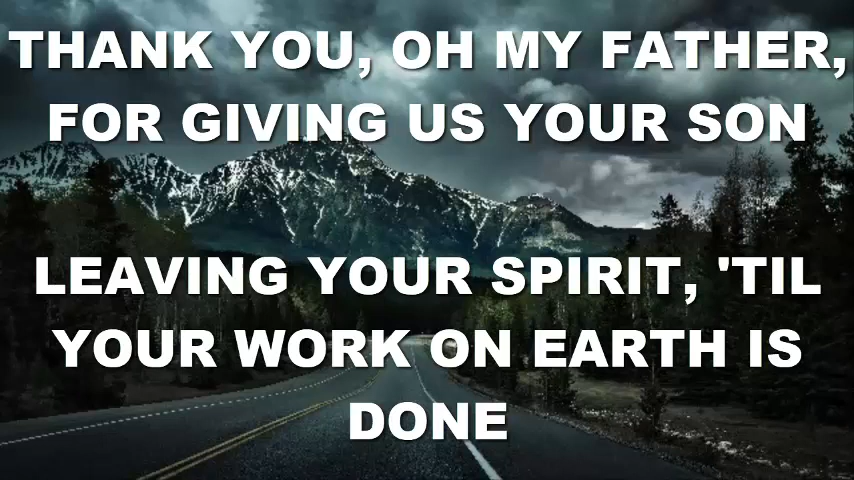 THANK YOU, OH MY FATHER,
FOR GIVING US YOUR SON
LEAVING YOUR SPIRIT, 'TIL
YOUR WORK ON EARTH IS
DONE